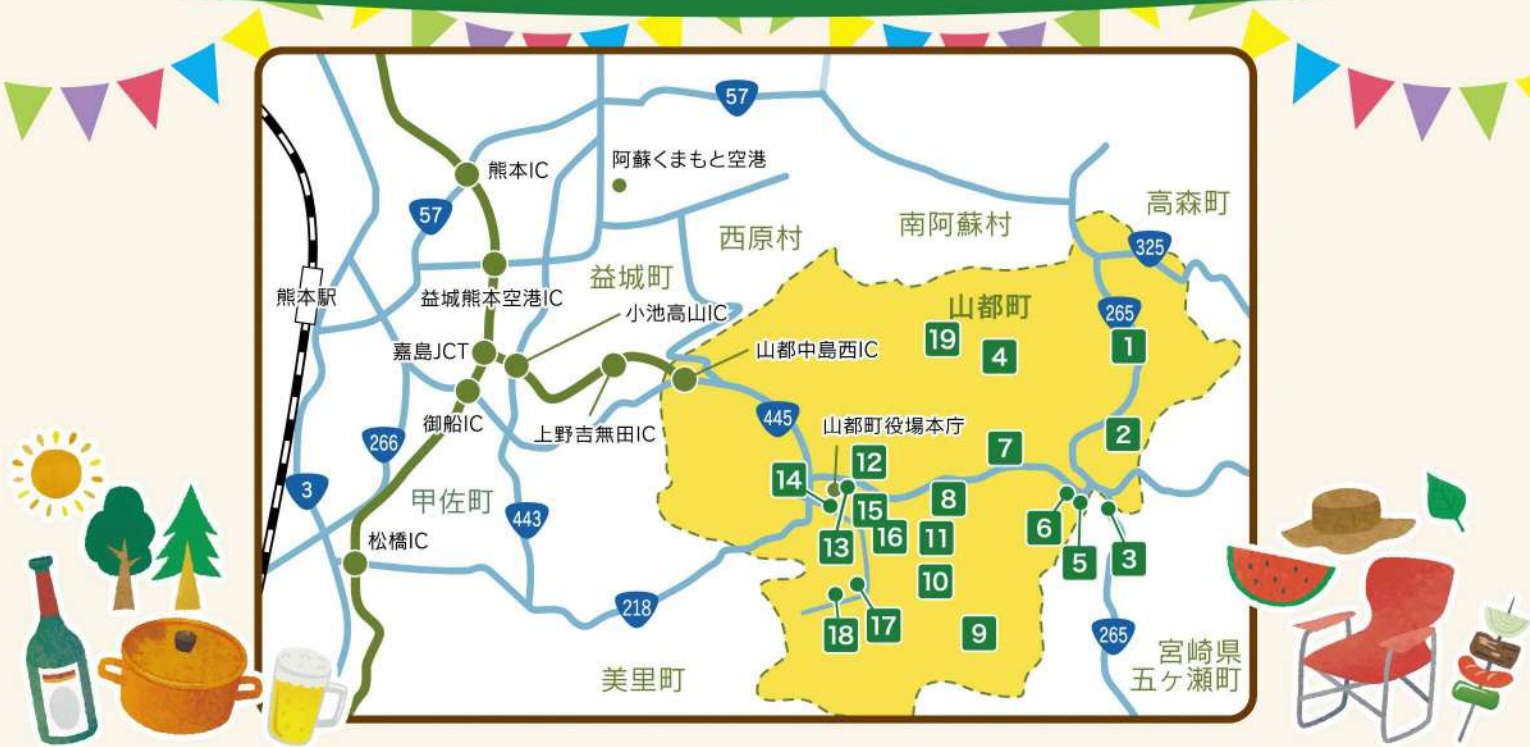 57
熊本IC
阿蘇くまもと空港
57
高森町
南阿蘇村
西原村
325
益城町
熊本駅
益城熊本空港IC
小池高山IC
山都町
265
19
1
4
嘉島JCT
山都中島西IC
御船IC
445
山都町役場本庁
上野吉無田IC
266
2
7
12
14
3
甲佐町
8
443
15
6
13
16
11
5
3
松橋IC
10
218
17
18
9
265
美里町
宮崎県
五ヶ瀬町